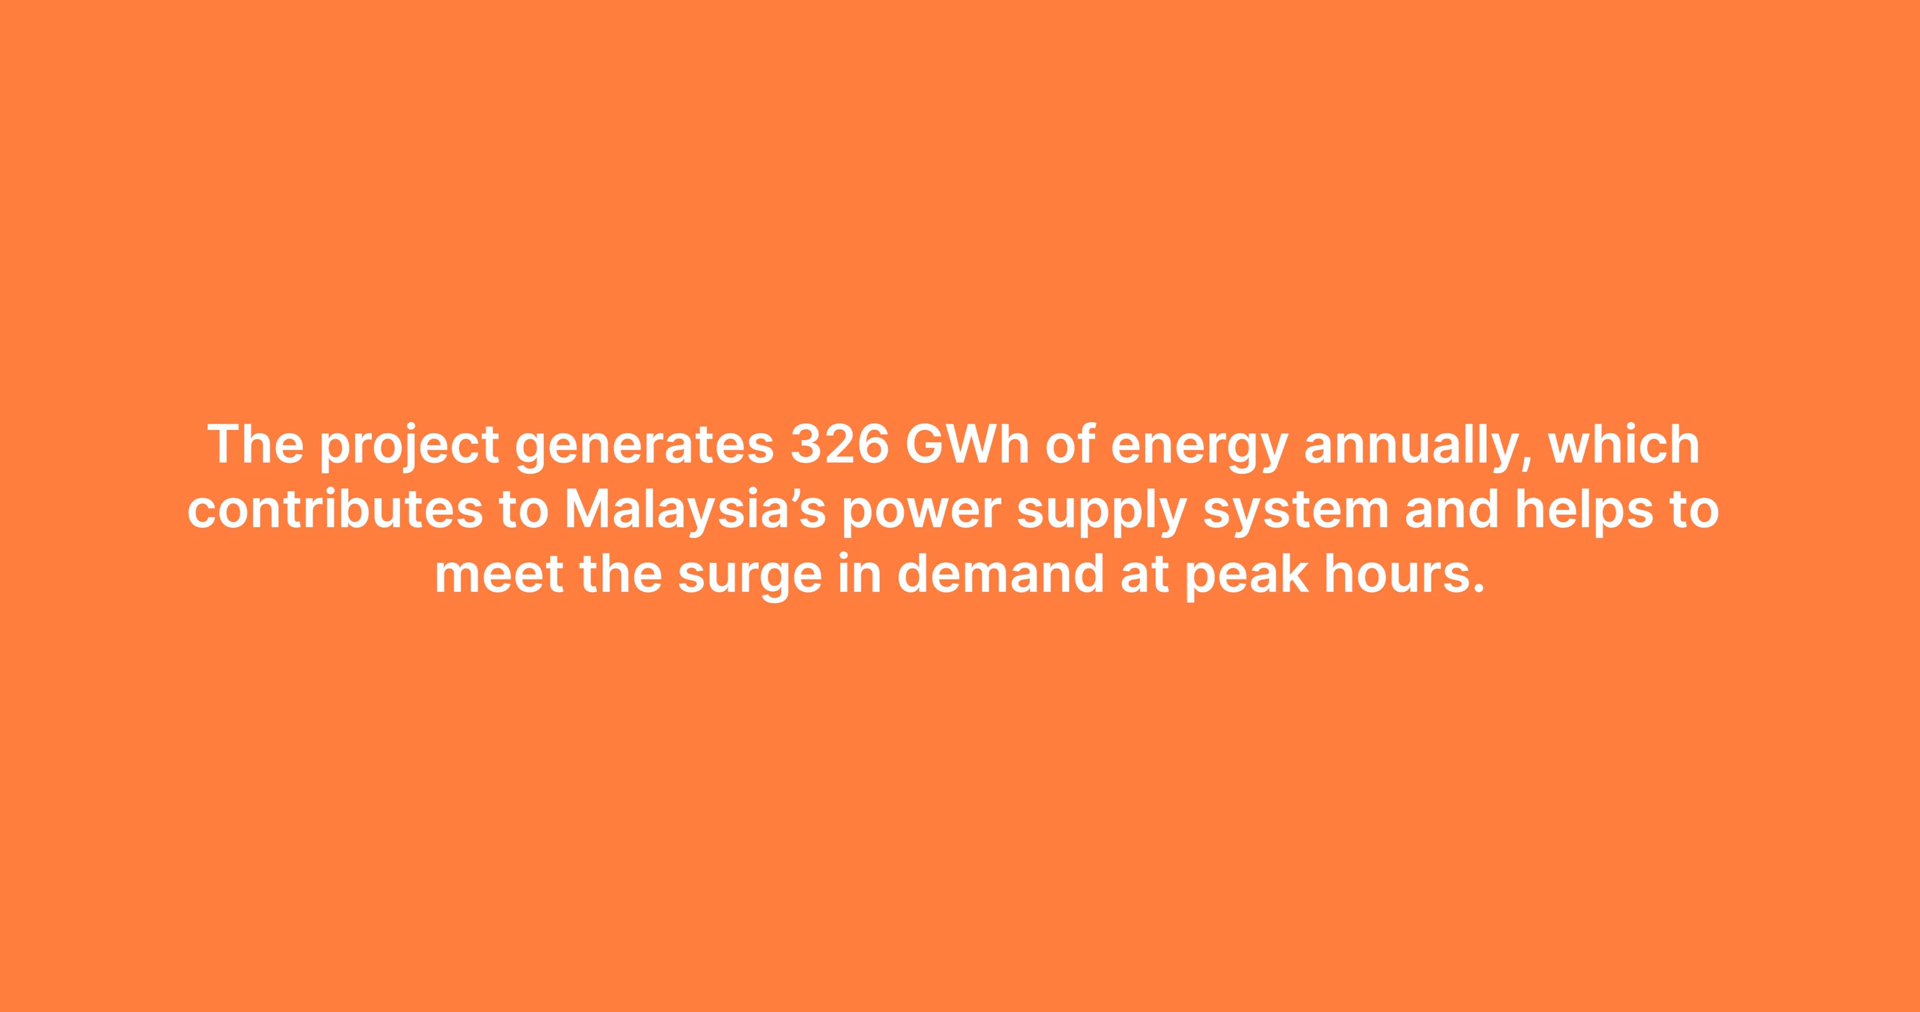 The project generates 326 GWh of energy annually, which
contributes to Malaysia’s power supply system and helps to
meet the surge in demand at peak hours.